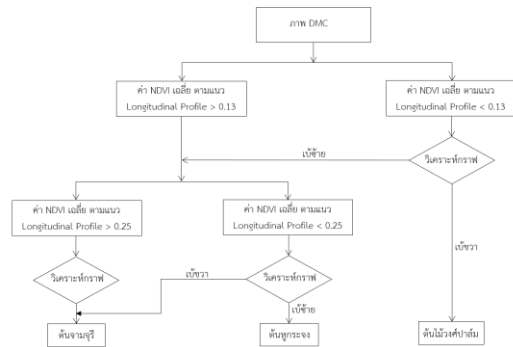 ภาพ DMC
ค่า NDVI เฉลี่ย ตามแนว
Longitudinal Profile > 0.13
ค่า NDVI เฉลี่ย ตามแนว
Longitudinal Profile < 0.13
เบ้ซ้าย
วิเคราะห์กราฟ
ค่า NDVI เฉลี่ย ตามแนว
Longitudinal Profile > 0.25
ค่า NDVI เฉลี่ย ตามแนว
Longitudinal Profile < 0.25
เบ้ขวา
วิเคราะห์กราฟ
เบ้ขวา
วิเคราะห์กราฟ
เบ้ซ้าย
ต้นจามจุรี
ต้นหูกระจง
ต้นไม้วงศ์ปาล์ม